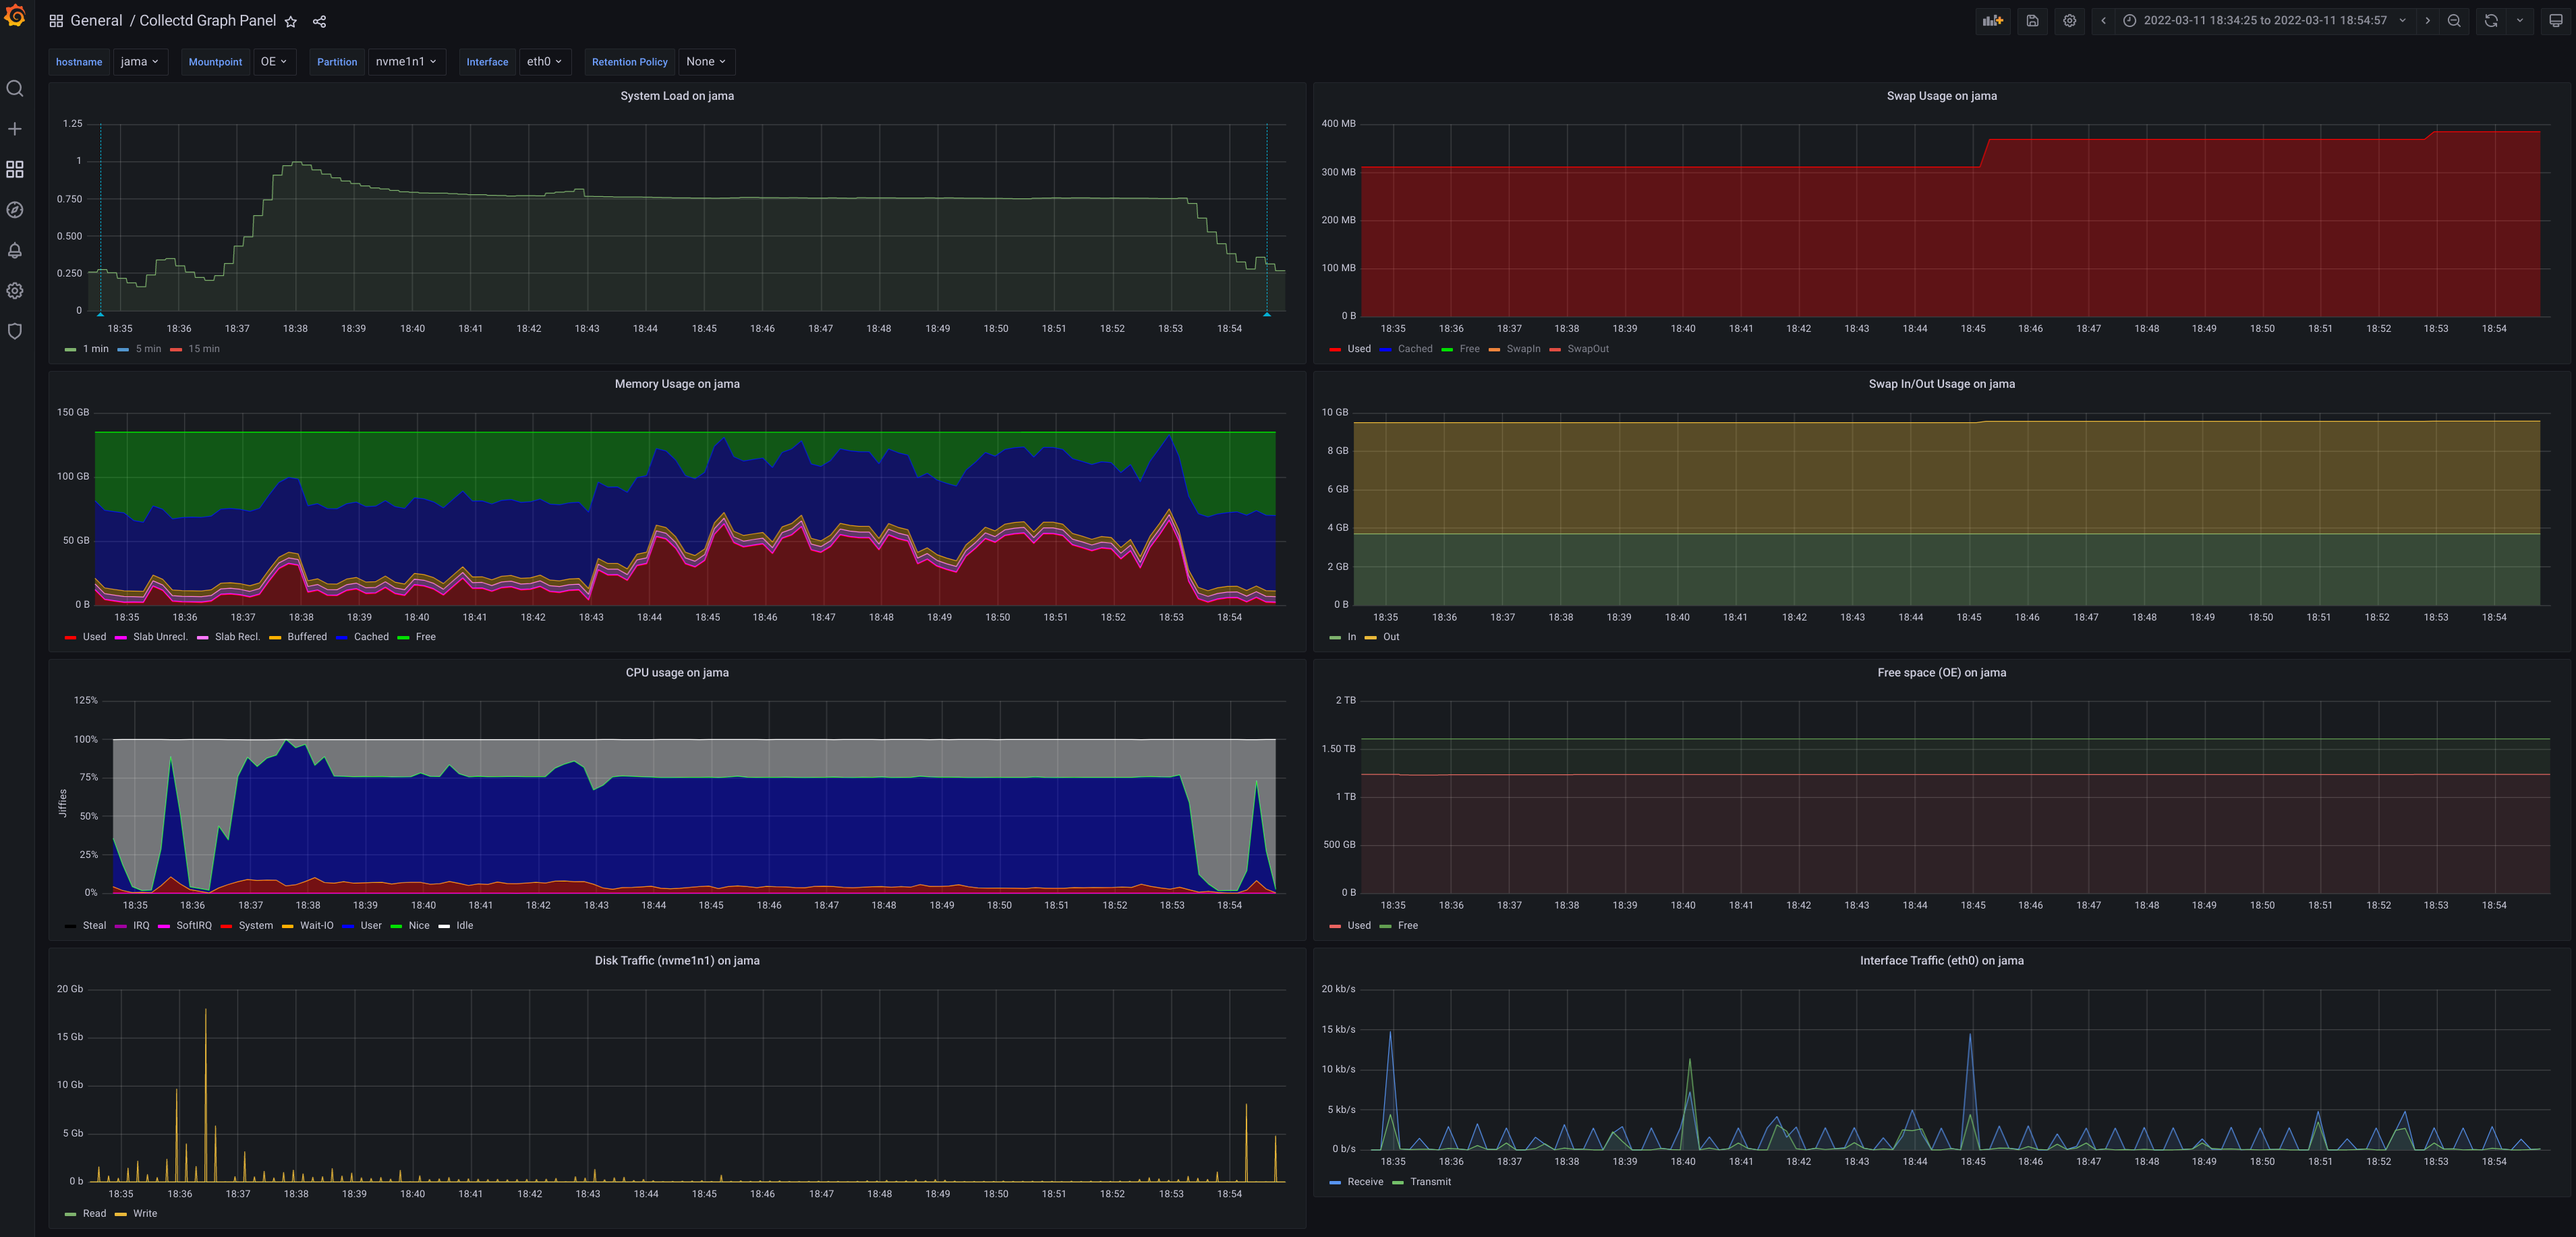 General / Collectd Graph Panel
2022-03-11 18:34:25 to 2022-03-11 18:54:57
hostname jama Mountpoint OE Partition nvme1n1 Interface eth0 Retention Policy None
System Load on jama
1.25
1
0.750
0.500
0.250
0
18:35 18:36 18:37 18:38 18:39 18:40 18:41 18:42 18:43 18:44 18:45 18:46 18:47 18:48 18:49 18:50 18:51 18:52 18:53 18:54
1 min 5 min 15 min
Swap Usage on jama
400 MB
300 MB
200 MB
100 MB
0 B
18:35 18:36 18:37 18:38 18:39 18:40 18:41 18:42 18:43 18:44 18:45 18:46 18:47 18:48 18:49 18:50 18:51 18:52 18:53 18:54
Used Cached Free SwapIn SwapOut
Memory Usage on jama
150 GB
100 GB
50 GB
0 B
18:35 18:36 18:37 18:38 18:39 18:40 18:41 18:42 18:43 18:44 18:45 18:46 18:47 18:48 18:49 18:50 18:51 18:52 18:53 18:54
Used Slab Unrecl. Slab Recl. Buffered Cached Free
Swap In/Out Usage on jama
10 GB
8 GB
6 GB
4 GB
2 GB
0 B
18:35 18:36 18:37 18:38 18:39 18:40 18:41 18:42 18:43 18:44 18:45 18:46 18:47 18:48 18:49 18:50 18:51 18:52 18:53 18:54
In Out
CPU usage on jama
Jiffies
125%
100%
75%
50%
25%
0%
18:35 18:36 18:37 18:38 18:39 18:40 18:41 18:42 18:43 18:44 18:45 18:46 18:47 18:48 18:49 18:50 18:51 18:52 18:53 18:54
Steal IRQ SoftIRQ System Wait-IO User Nice Idle
Free space (OE) on jama
2 TB
1.50 TB
1 TB
500 GB
0 B
18:35 18:36 18:37 18:38 18:39 18:40 18:41 18:42 18:43 18:44 18:45 18:46 18:47 18:48 18:49 18:50 18:51 18:52 18:53 18:54
Used Free
Disk Traffic (nvme1n1) on jama
20 Gb
15 Gb
10 Gb
5 Gb
0 b
18:35 18:36 18:37 18:38 18:39 18:40 18:41 18:42 18:43 18:44 18:45 18:46 18:47 18:48 18:49 18:50 18:51 18:52 18:53 18:54
Read Write
Interface Traffic (eth0) on jama
20 kb/s
15 kb/s
10 kb/s
5 kb/s
0 b/s
18:35 18:36 18:37 18:38 18:39 18:40 18:41 18:42 18:43 18:44 18:45 18:46 18:47 18:48 18:49 18:50 18:51 18:52 18:53 18:54
Receive Transmit